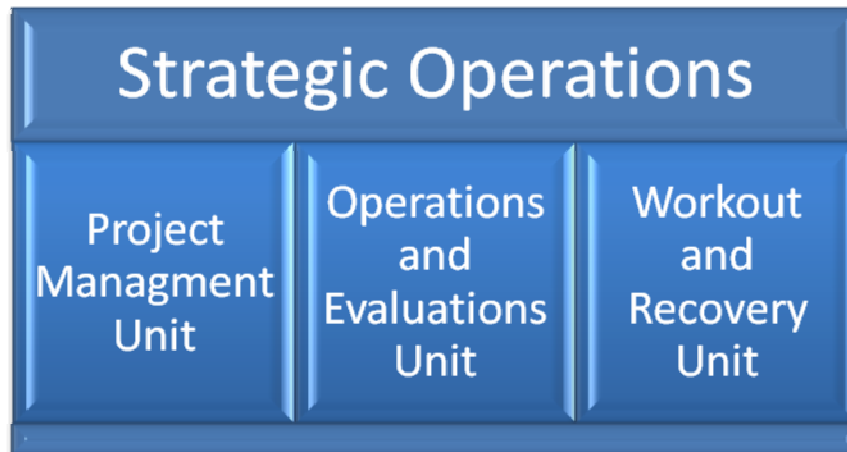 Strategic Operations
Project
Managment
Unit
Operations
and
Evaluations
Unit
Workout
and
Recovery
Unit